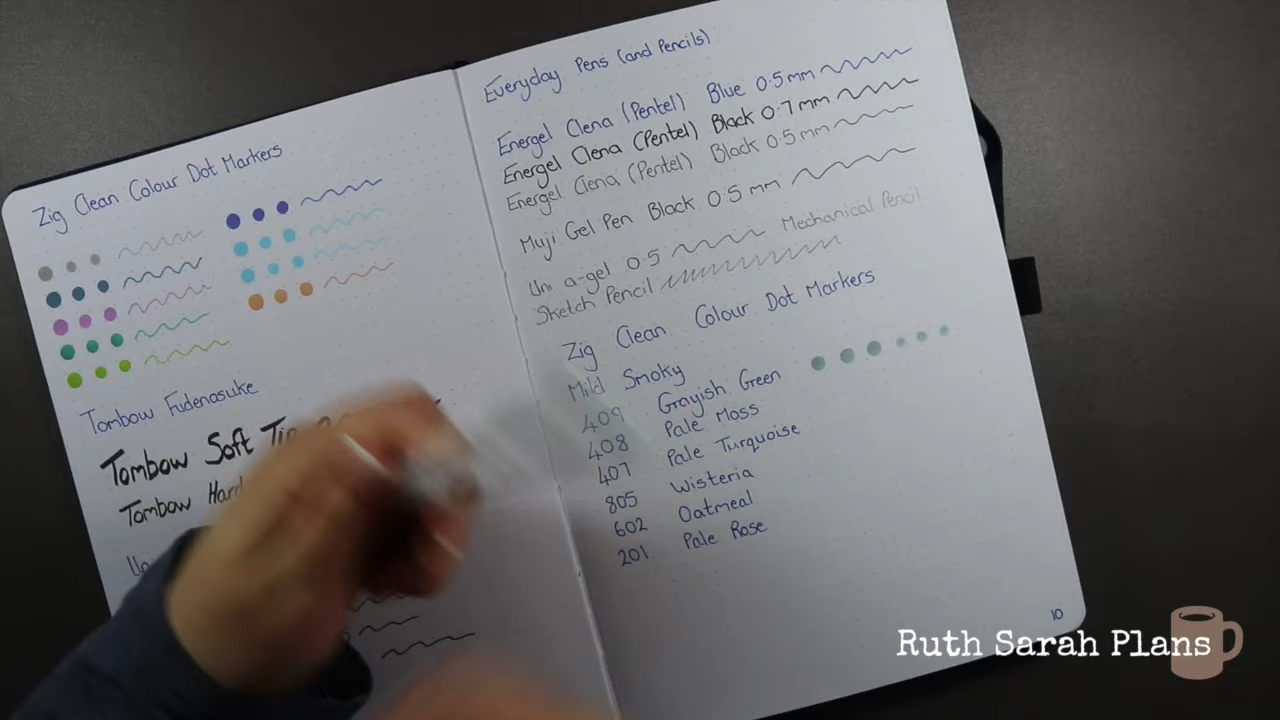 Zig Clean Colour Dot Markers
Tombow Fudenosuke
Tombow Soft Tip
Tombow Hard
Uni
Everyday Pens (and Pencils)
Energel Clena (Pentel) Blue 0.5mm
Energel Clena (Pentel) Black 0.7mm
Energel Clena (Pentel) Black 0.5mm
Muji Gel Pen Black 0.5mm
Uni a-gel 0.5 Mechanical Pencil
Sketch Pencil
Zig Clean Colour Dot Markers
Mild Smoky
409 Grayish Green
408 Pale Moss
407 Pale Turquoise
805 Wisteria
602 Oatmeal
201 Pale Rose
10
Ruth Sarah Plans